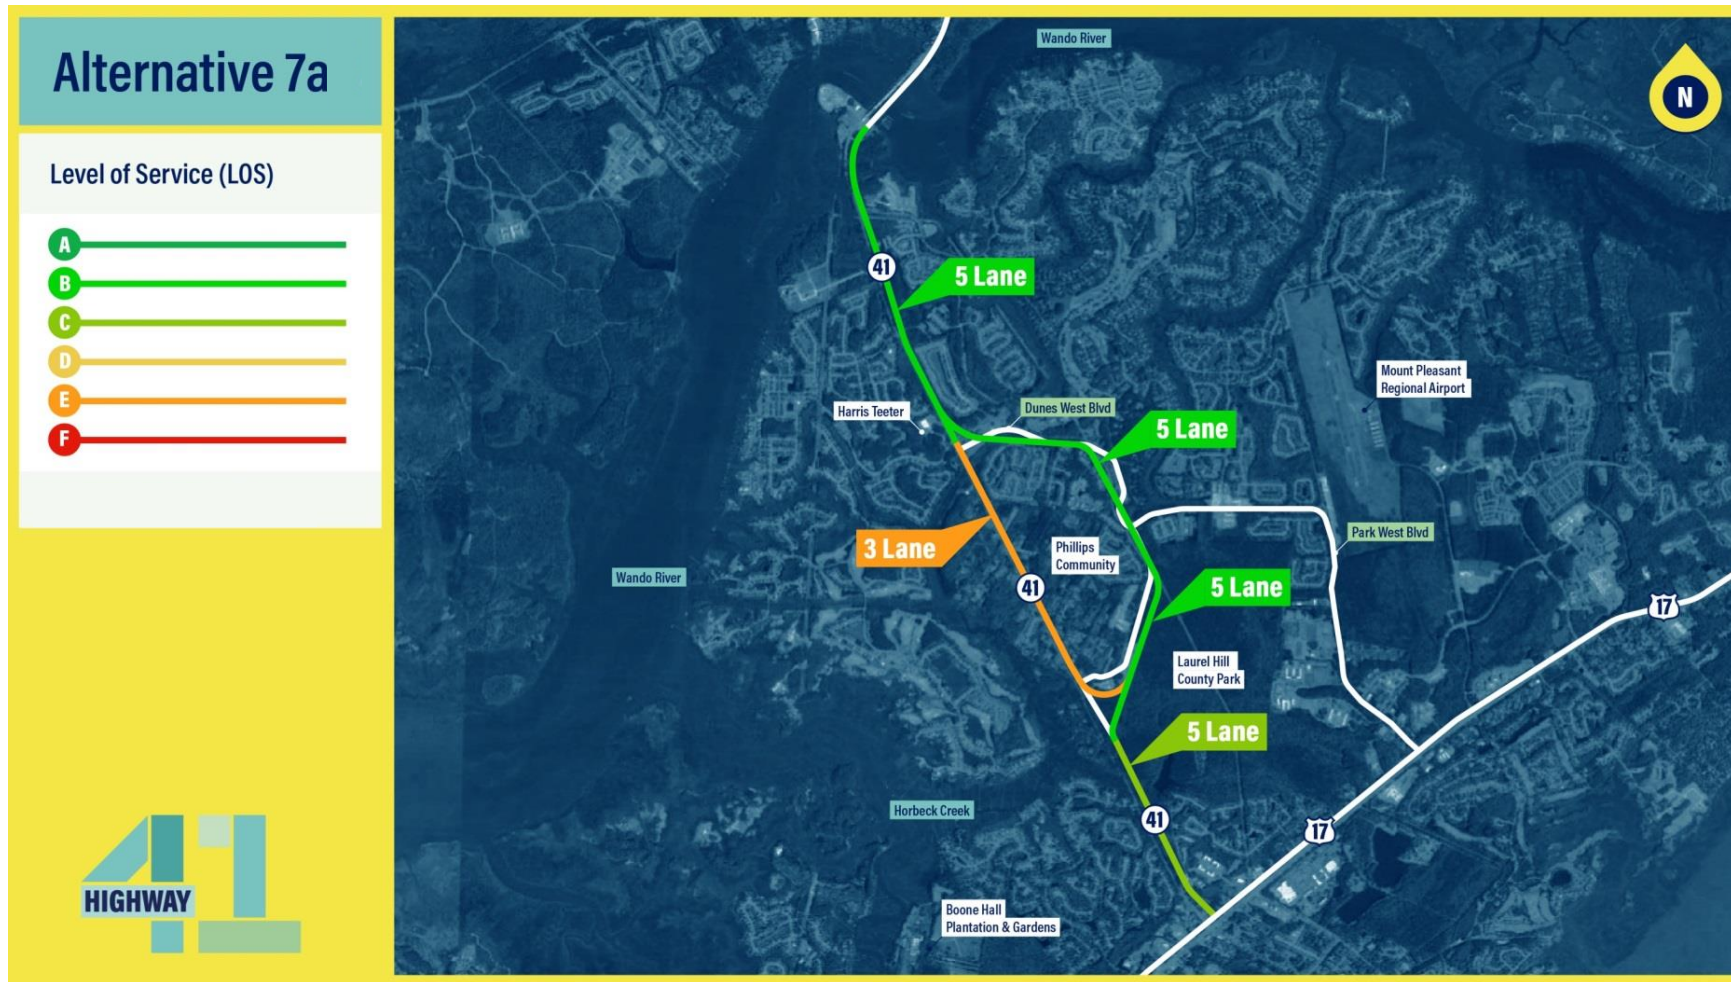 Alternative 7a
Level of Service (LOS)
A
B
C
D
E
F
HIGHWAY
41
Wando River
N
41
5 Lane
Mount Pleasant
Regional Airport
Harris Teeter
Dunes West Blvd
5 Lane
3 Lane
Phillips
Community
Park West Blvd
Wando River
41
5 Lane
17
Laurel Hill
County Park
5 Lane
Horbeck Creek
41
17
Boone Hall
Plantation & Gardens